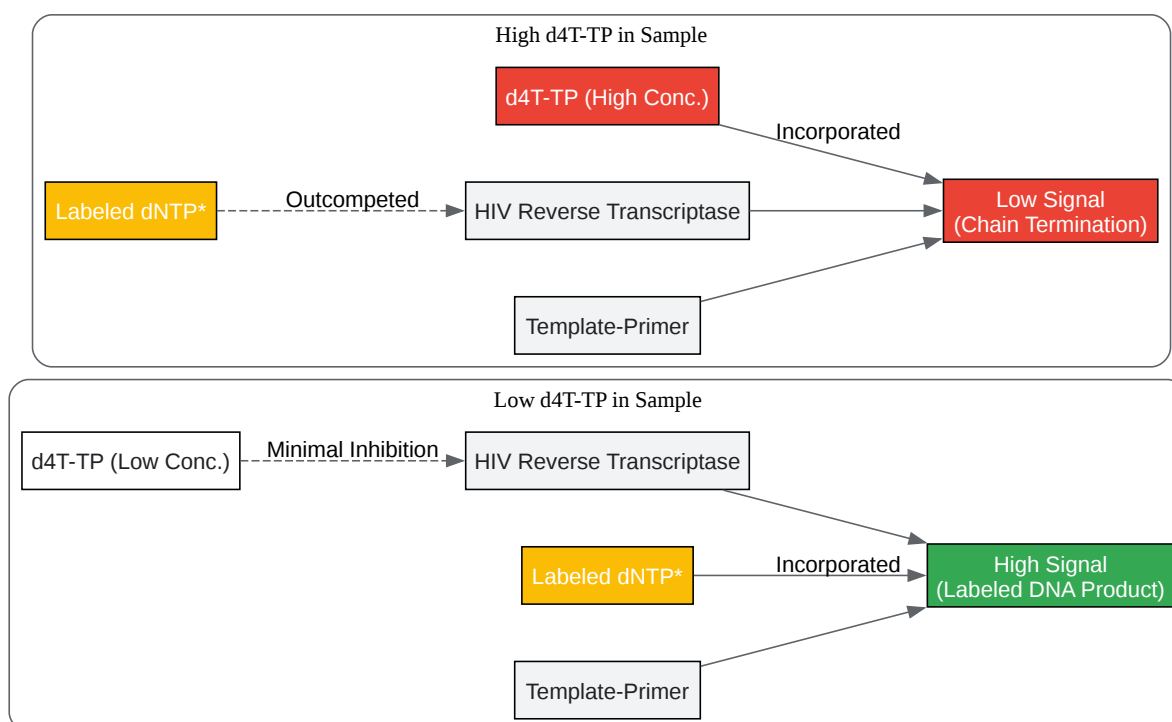 High d4T-TP in Sample
d4T-TP (High Conc.)
Incorporated
Labeled dNTP*
Outcompeted
HIV Reverse Transcriptase
Low Signal
(Chain Termination)
Template-Primer
Low d4T-TP in Sample
d4T-TP (Low Conc.)
Minimal Inhibition
HIV Reverse Transcriptase
Labeled dNTP*
Incorporated
High Signal
(Labeled DNA Product)
Template-Primer